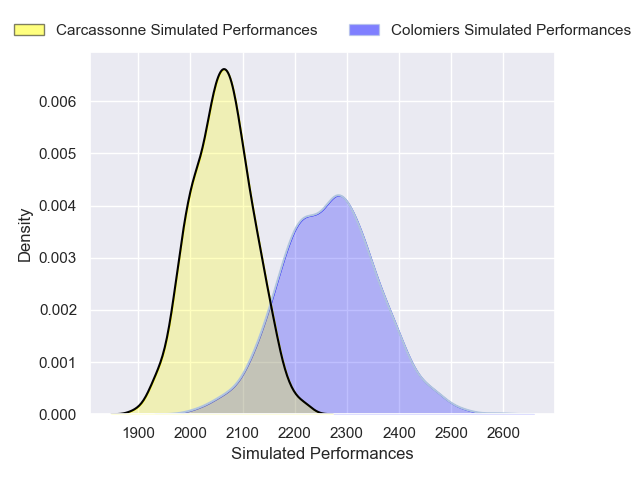 Carcassonne Simulated Performances
Colomiers Simulated Performances
0.006
0.005
0.004
0.003
0.002
0.001
0.000
Density
1900 2000 2100 2200 2300 2400 2500 2600
Simulated Performances